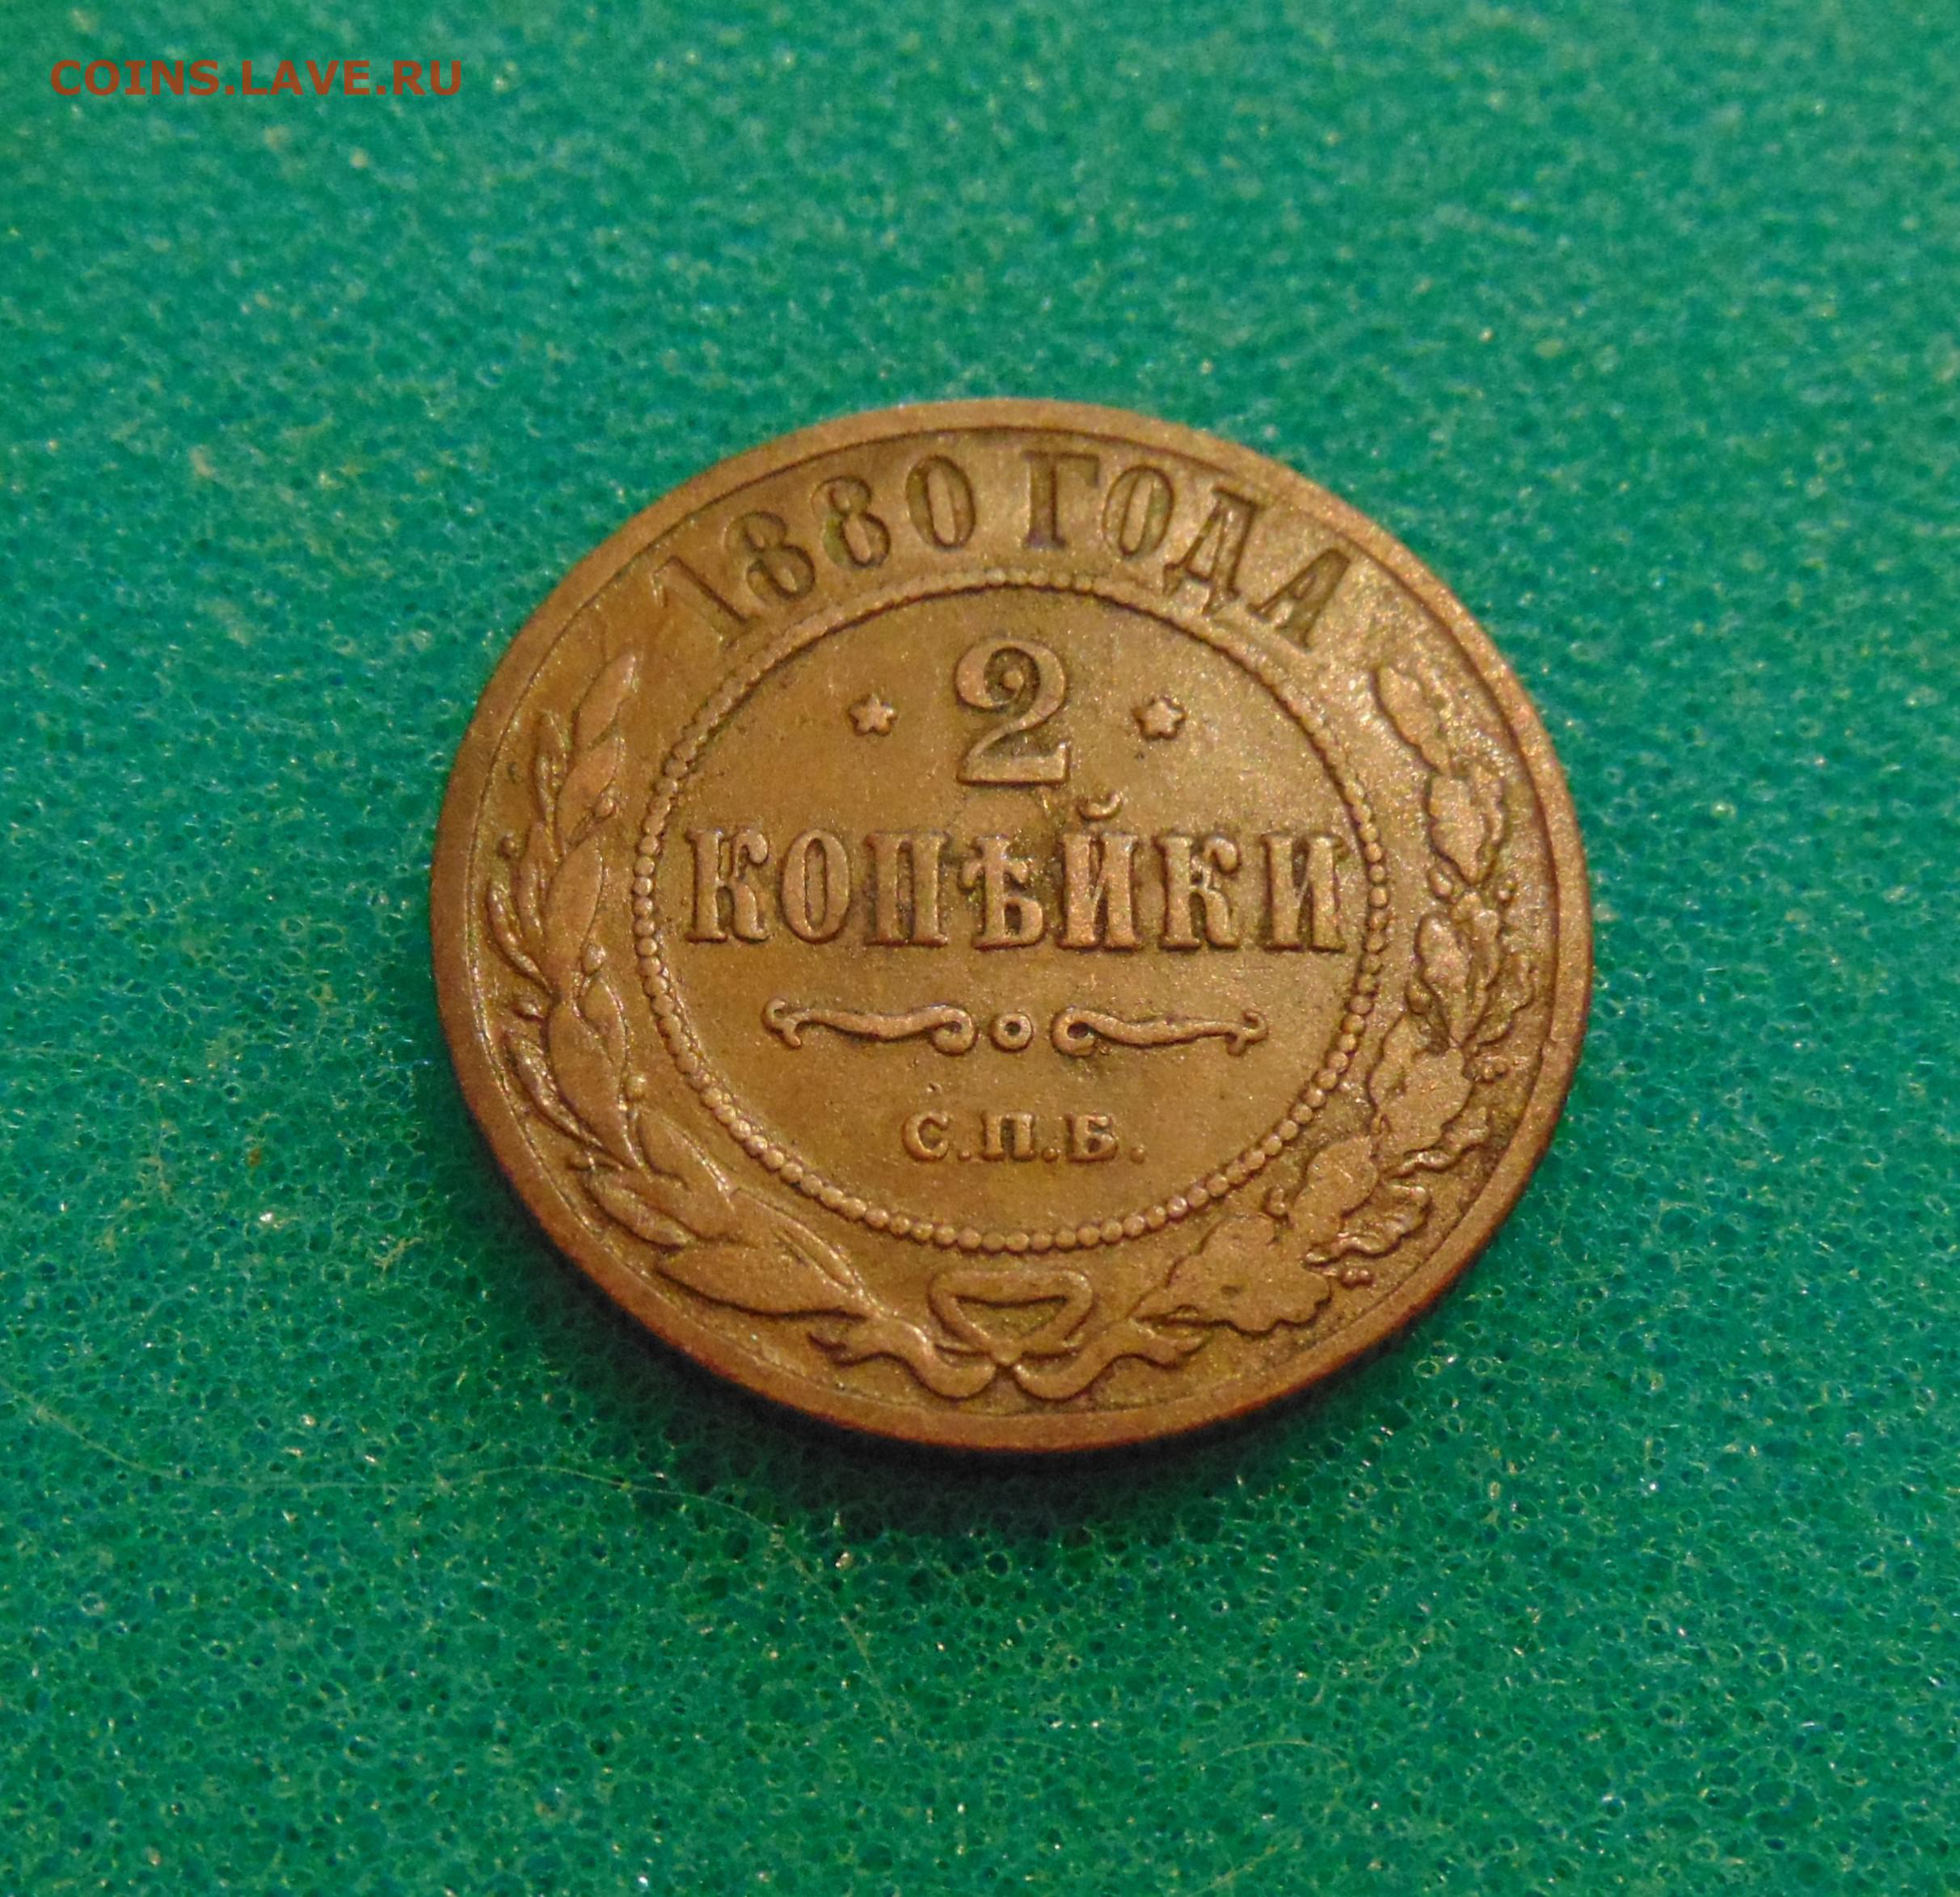 COINS.LAVE.RU
1880 ГОДА
2
КОПѢЙКИ
С.П.Б.